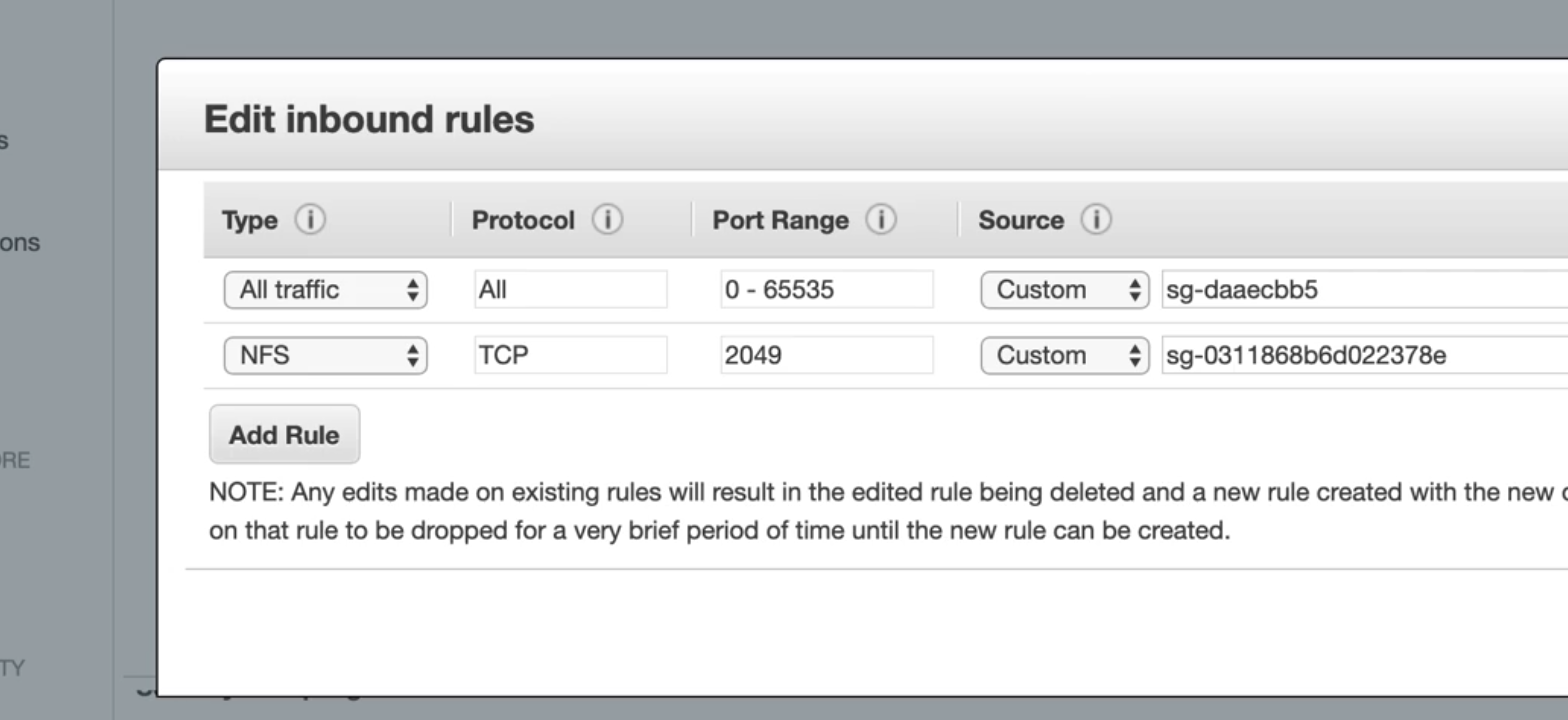 Edit inbound rules
Type Protocol Port Range Source
All traffic All 0 - 65535 Custom sg-daaecbb5
NFS TCP 2049 Custom sg-0311868b6d022378e
Add Rule
NOTE: Any edits made on existing rules will result in the edited rule being deleted and a new rule created with the new
on that rule to be dropped for a very brief period of time until the new rule can be created.
s
ons
RE
TY